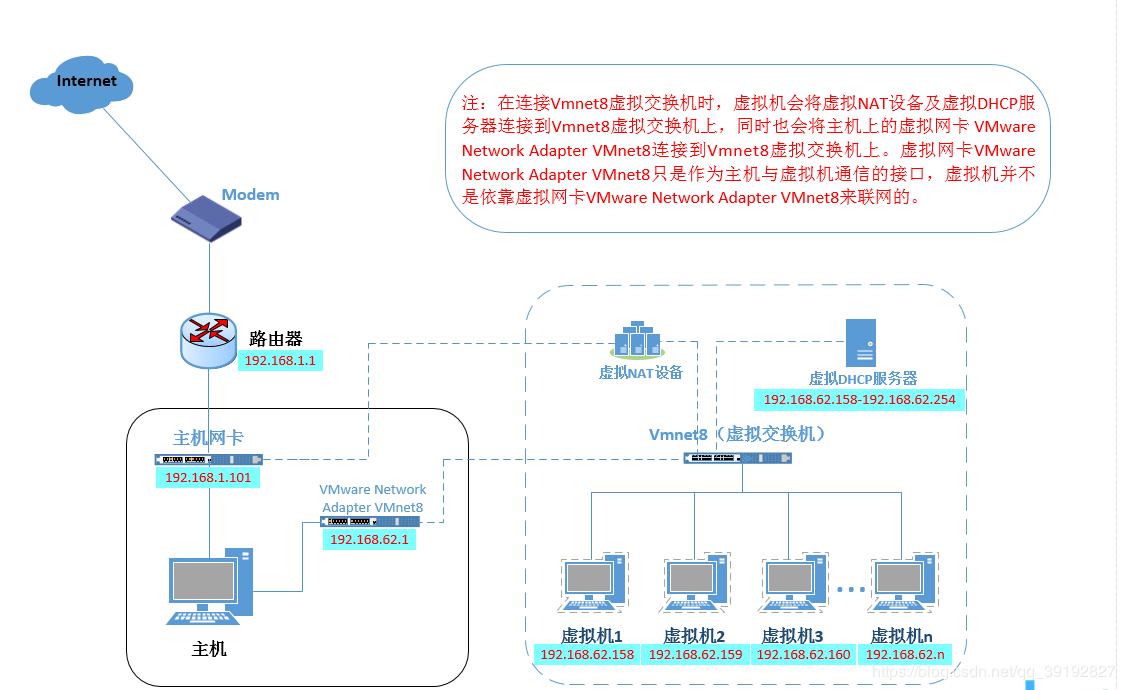 Internet
注：在连接Vmnet8虚拟交换机时，虚拟机会将虚拟NAT设备及虚拟DHCP服
务器连接到Vmnet8虚拟交换机上，同时也会将主机上的虚拟网卡 VMware
Network Adapter VMnet8连接到Vmnet8虚拟交换机上。虚拟网卡VMware
Network Adapter VMnet8只是作为主机与虚拟机通信的接口，虚拟机并不
是依靠虚拟网卡VMware Network Adapter VMnet8来联网的。
Modem
路由器
192.168.1.1
虚拟NAT设备
虚拟DHCP服务器
192.168.62.158-192.168.62.254
主机网卡
192.168.1.101
Vmnet8（虚拟交换机）
VMware Network
Adapter VMnet8
192.168.62.1
主机
虚拟机1
192.168.62.158
虚拟机2
192.168.62.159
虚拟机3
192.168.62.160
虚拟机n
192.168.62.n
https://blog.csdn.net/qq_39192827